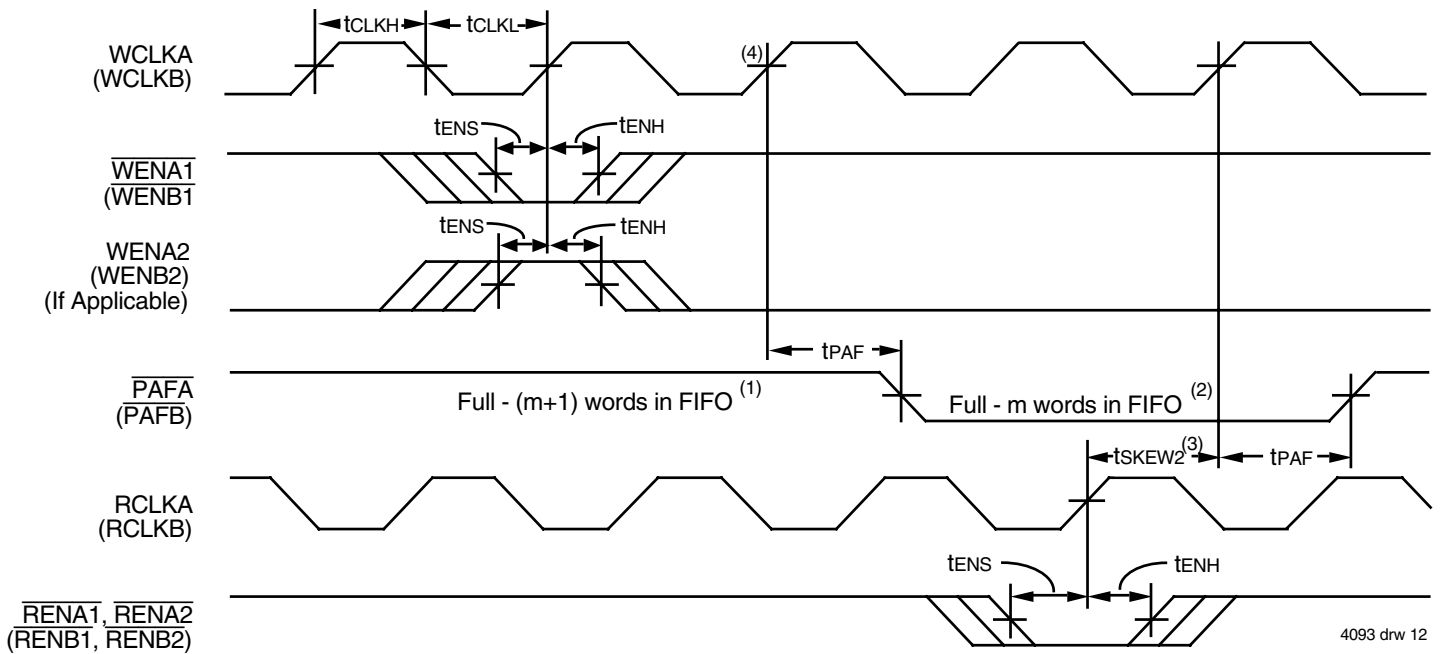 tCLKH
tCLKL
WCLKA
(WCLKB)
(4)
tENS
tENH
WENA1
(WENB1
tENS
tENH
WENA2
(WENB2)
(If Applicable)
tPAF
PAFA
(PAFB)
Full - (m+1) words in FIFO (1)
Full - m words in FIFO (2)
tSKEW2(3)
tPAF
RCLKA
(RCLKB)
tENS
tENH
RENA1, RENA2
(RENB1, RENB2)
4093 drw 12